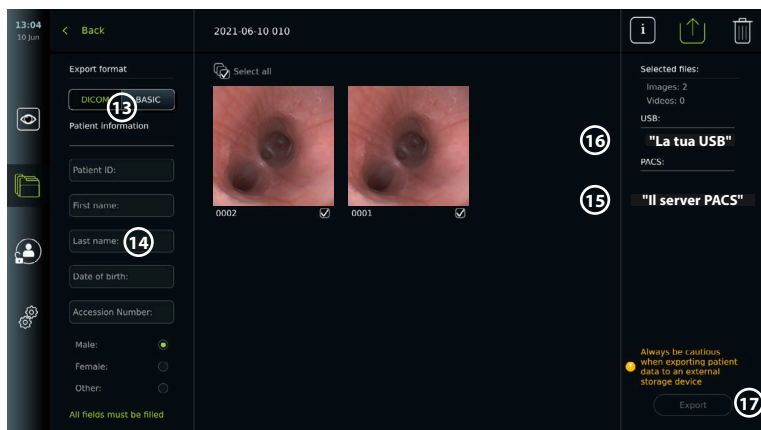 13:04
10 Jun
Back
2021-06-10 010
i
Export format
DICOM BASIC
13
Patient information
Patient ID:
First name:
Last name:
14
Date of birth:
Accession Number:
Male:
Female:
Other:
All fields must be filled
Select all
0002
0001
Selected files:
Images: 2
Videos: 0
USB:
16
"La tua USB"
PACS:
15
"Il server PACS"
Always be cautious
when exporting patient
data to an external
storage device
Export
17